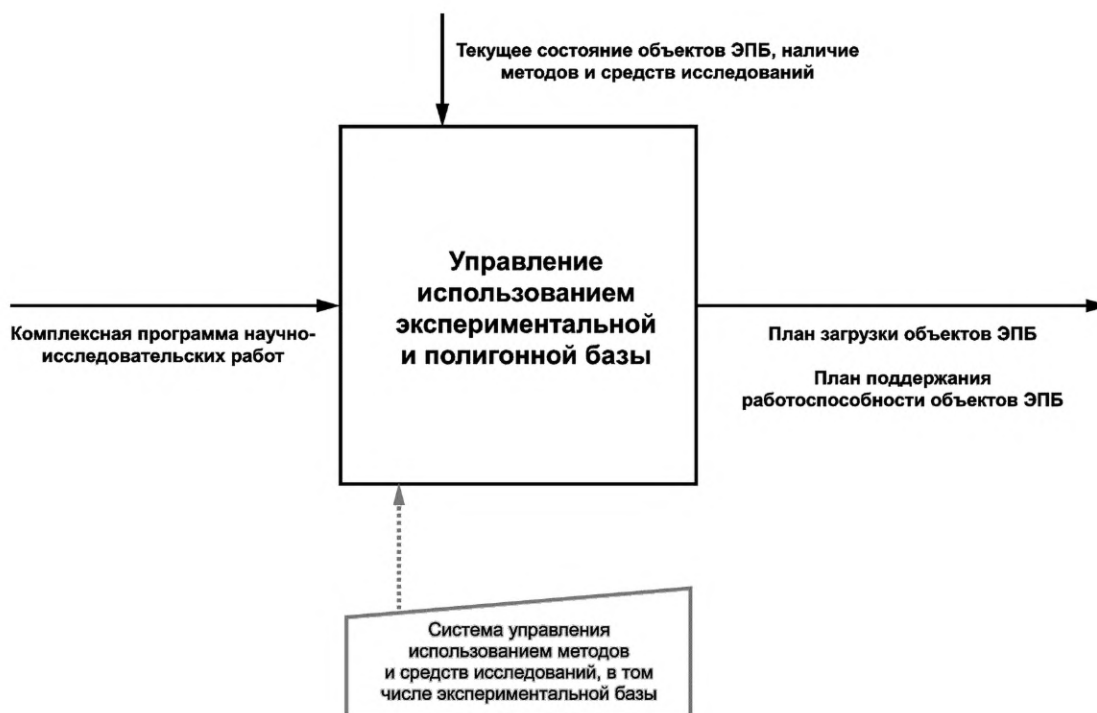 Текущее состояние объектов ЭПБ, наличие
методов и средств исследований
Управление
использованием
экспериментальной
и полигонной базы
Комплексная программа научно-
исследовательских работ
План загрузки объектов ЭПБ
План поддержания
работоспособности объектов ЭПБ
Система управления
использованием методов
и средств исследований, в том
числе экспериментальной базы